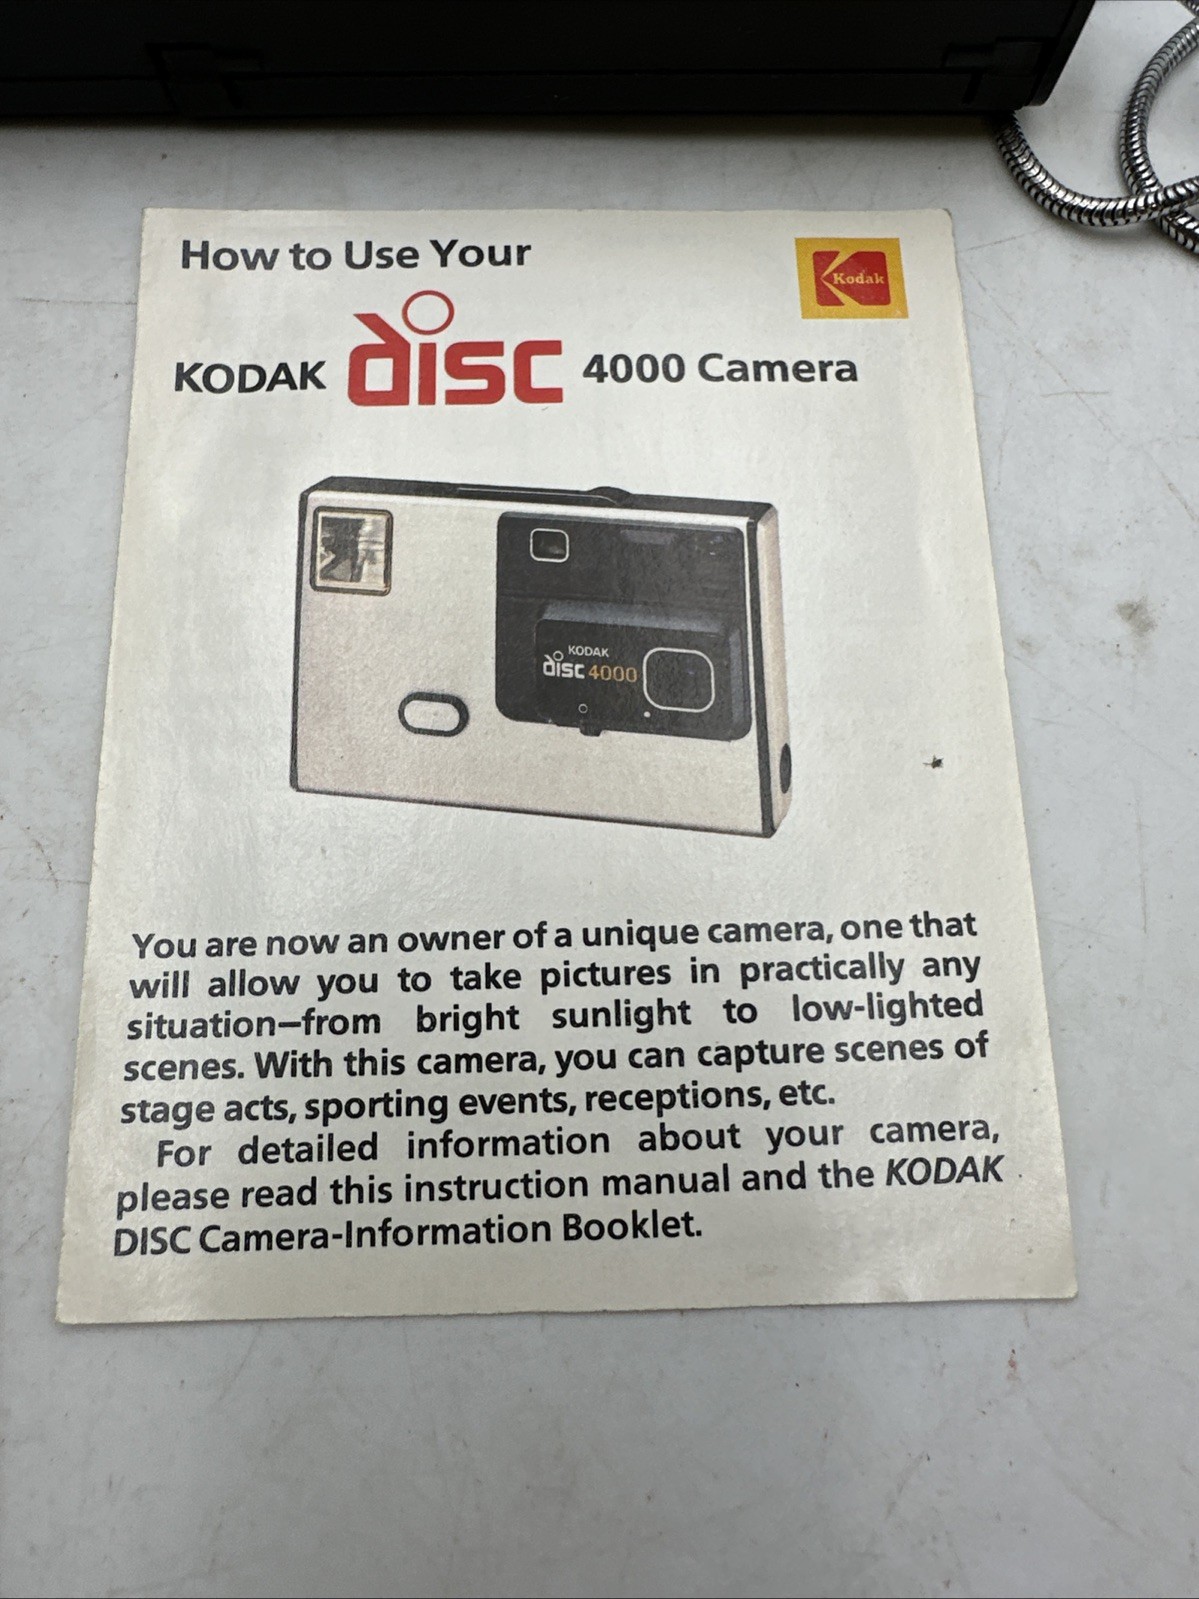 How to Use Your
Kodak
KODAK disc 4000 Camera
KODAK
disc 4000
You are now an owner of a unique camera, one that
will allow you to take pictures in practically any
situation—from bright sunlight to low-lighted
scenes. With this camera, you can capture scenes of
stage acts, sporting events, receptions, etc.
For detailed information about your camera,
please read this instruction manual and the KODAK
DISC Camera-Information Booklet.